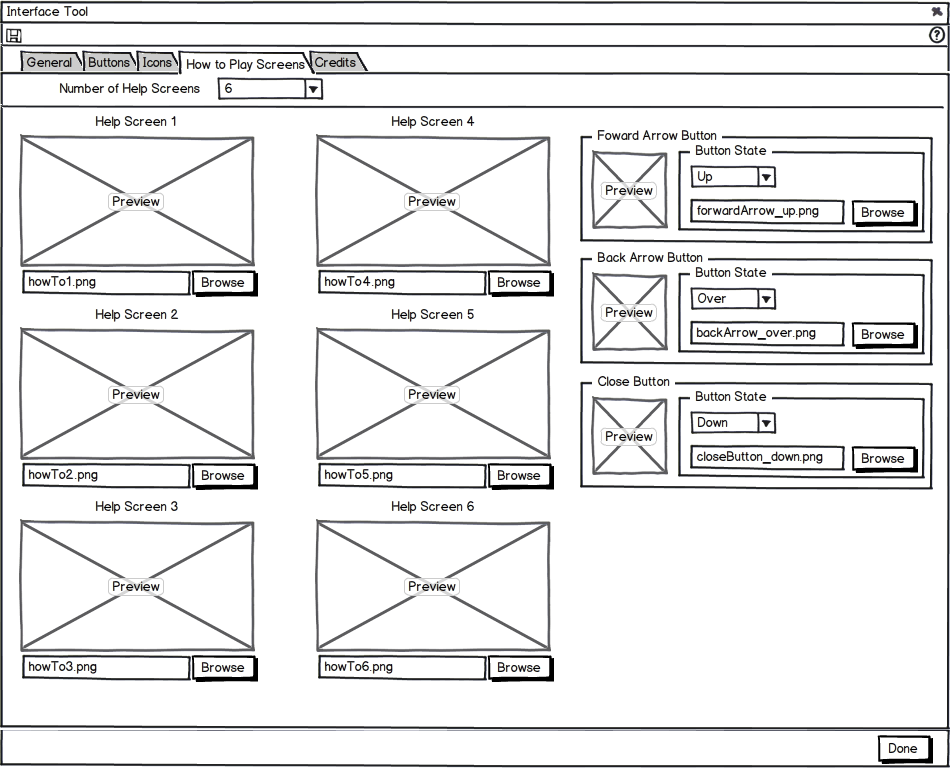 Interface Tool
General Buttons Icons How to Play Screens Credits
Number of Help Screens 6
Help Screen 1
Preview
howTo1.png Browse
Help Screen 2
Preview
howTo2.png Browse
Help Screen 3
Preview
howTo3.png Browse
Help Screen 4
Preview
howTo4.png Browse
Help Screen 5
Preview
howTo5.png Browse
Help Screen 6
Preview
howTo6.png Browse
Foward Arrow Button
Preview
Button State
Up
forwardArrow_up.png Browse
Back Arrow Button
Preview
Button State
Over
backArrow_over.png Browse
Close Button
Preview
Button State
Down
closeButton_down.png Browse
Done